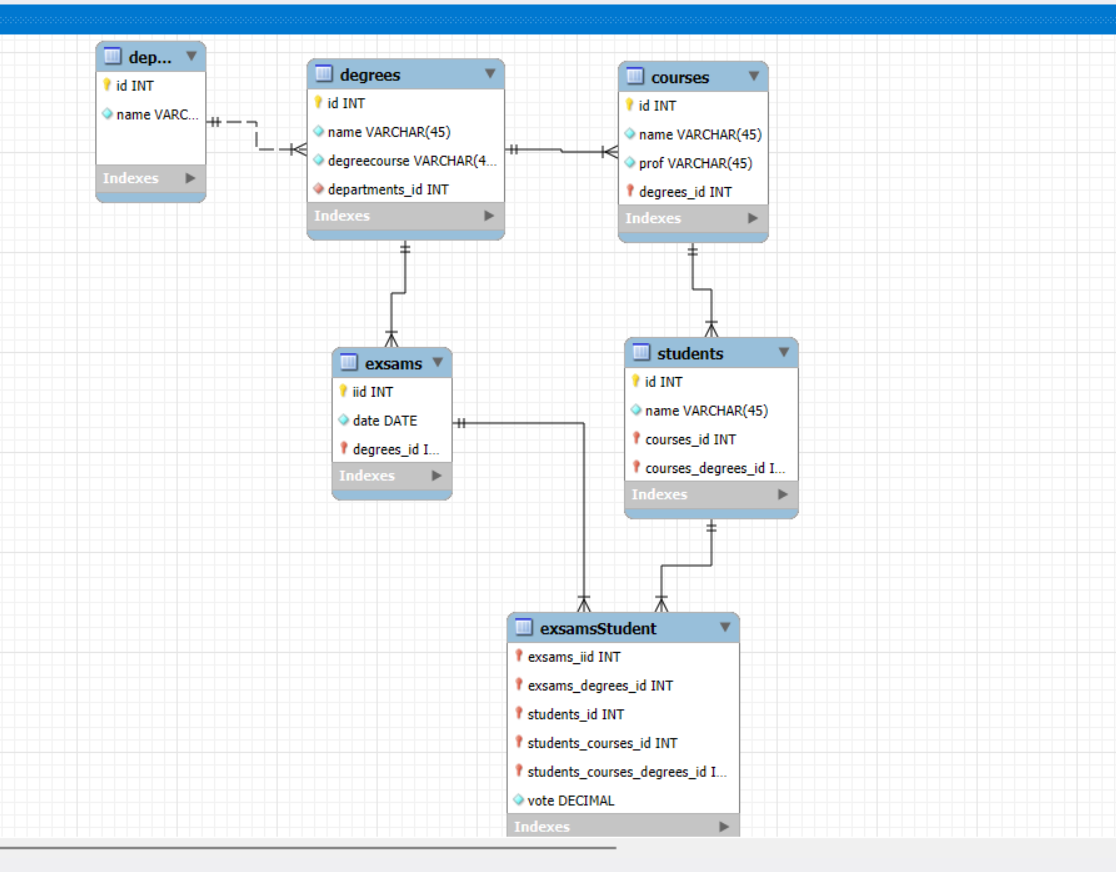 dep...
id INT
name VARC...
Indexes
degrees
id INT
name VARCHAR(45)
degreecourse VARCHAR(4...
departments_id INT
Indexes
courses
id INT
name VARCHAR(45)
prof VARCHAR(45)
degrees_id INT
Indexes
exsams
iid INT
date DATE
degrees_id I...
Indexes
students
id INT
name VARCHAR(45)
courses_id INT
courses_degrees_id I...
Indexes
exsamsStudent
exsams_iid INT
exsams_degrees_id INT
students_id INT
students_courses_id INT
students_courses_degrees_id I...
vote DECIMAL
Indexes